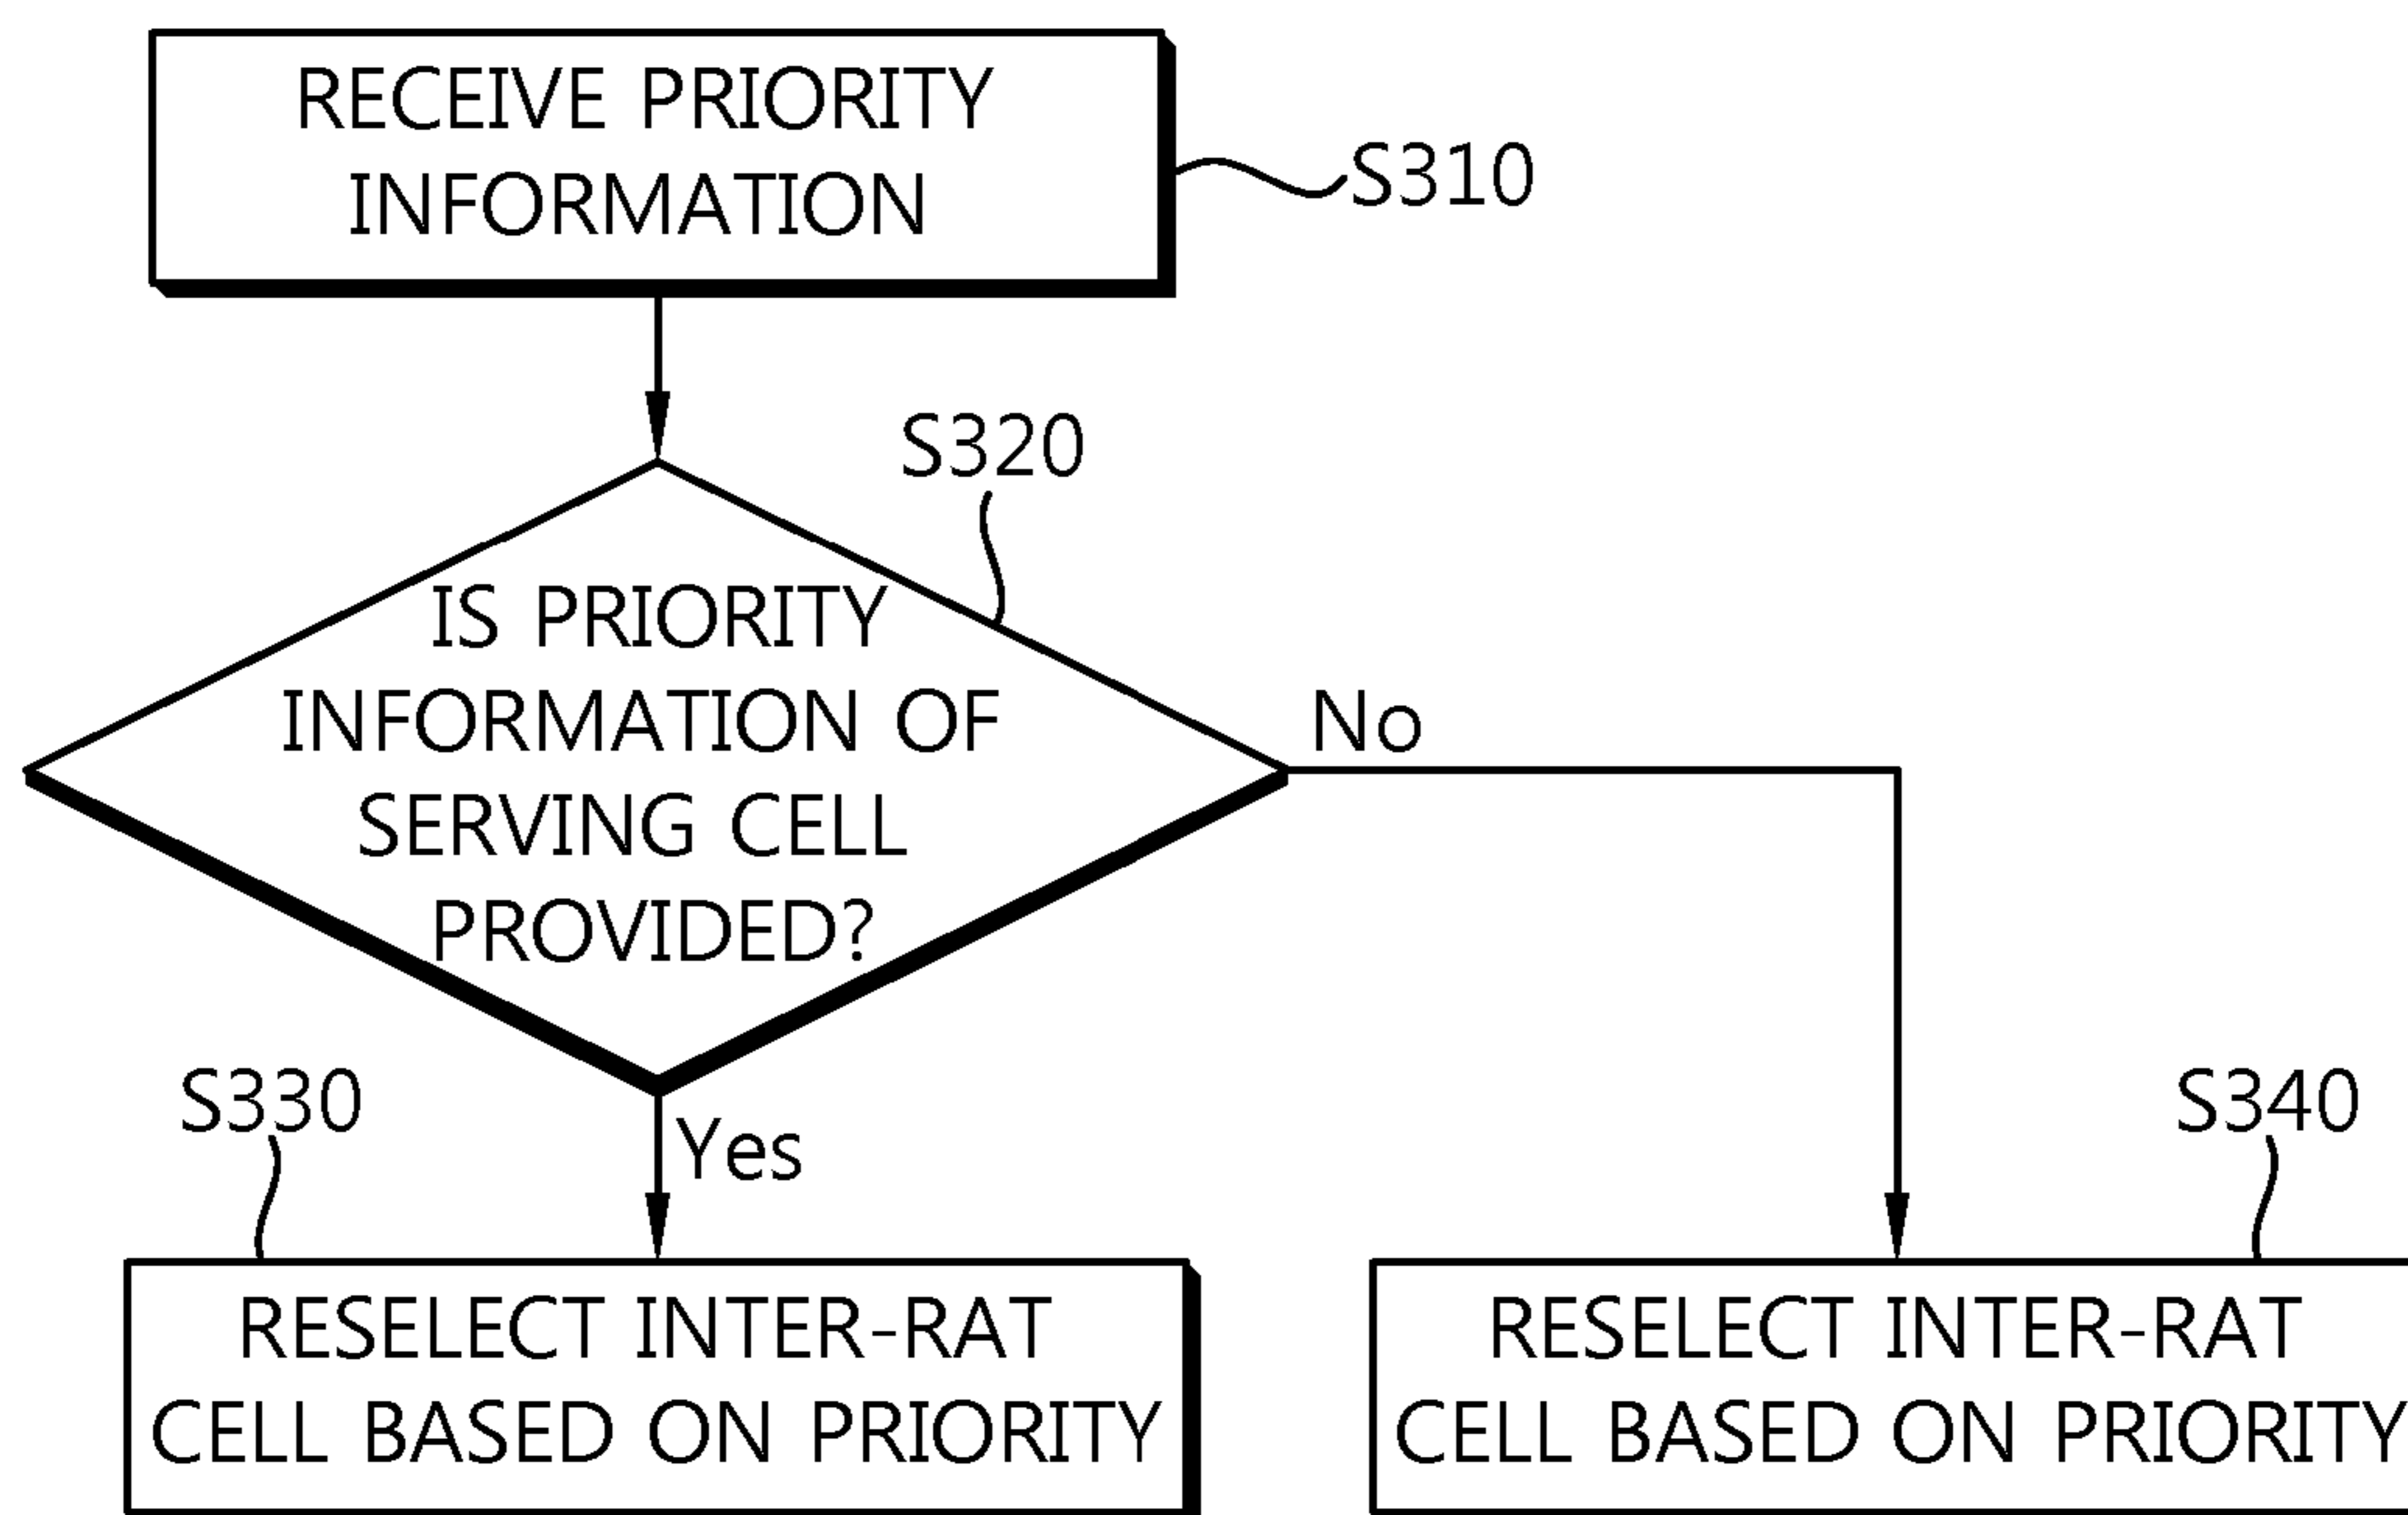 RECEIVE PRIORITY
INFORMATION
S310
S320
IS PRIORITY
INFORMATION OF
SERVING CELL
PROVIDED?
No
Yes
S330
S340
RESELECT INTER-RAT
CELL BASED ON PRIORITY
RESELECT INTER-RAT
CELL BASED ON PRIORITY